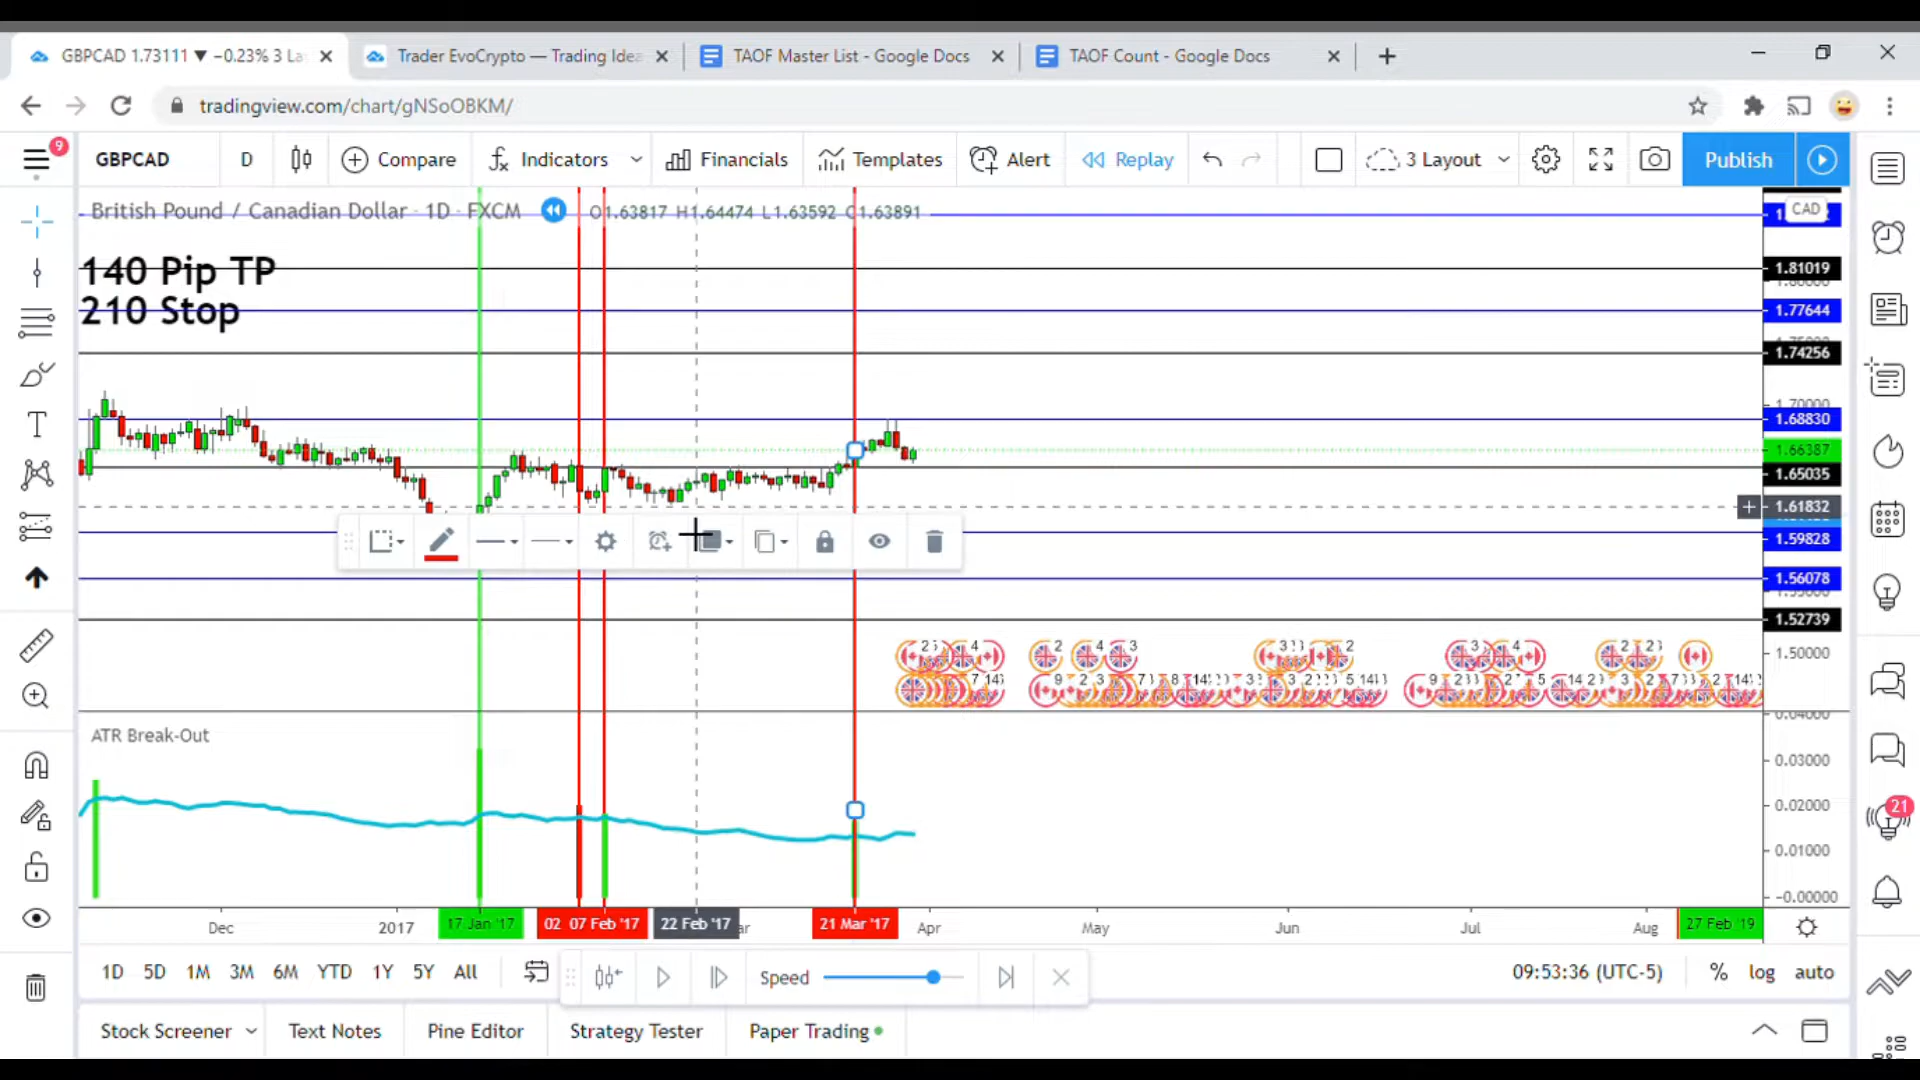 GBPCAD 1.73111 ▼ −0.23% 3 La
Trader EvoCrypto — Trading Idea
TAOF Master List - Google Docs
TAOF Count - Google Docs
tradingview.com/chart/gNSoOBKM/
9
GBPCAD
D
Compare
Indicators
Financials
Templates
Alert
Replay
3 Layout
Publish
British Pound / Canadian Dollar · 1D · FXCM
O1.63817 H1.64474 L1.63592 C1.63891
CAD
140 Pip TP
210 Stop
1.81019
1.77644
1.74256
1.70000
1.68830
1.66387
1.65035
1.61832
1.59828
1.56078
1.52739
1.50000
ATR Break-Out
0.04000
0.03000
0.02000
0.01000
-0.00000
21
Dec
2017
17 Jan '17
02
07 Feb '17
22 Feb '17
21 Mar '17
Apr
May
Jun
Jul
Aug
27 Feb '19
1D 5D 1M 3M 6M YTD 1Y 5Y All
Speed
09:53:36 (UTC-5)
% log auto
Stock Screener
Text Notes
Pine Editor
Strategy Tester
Paper Trading